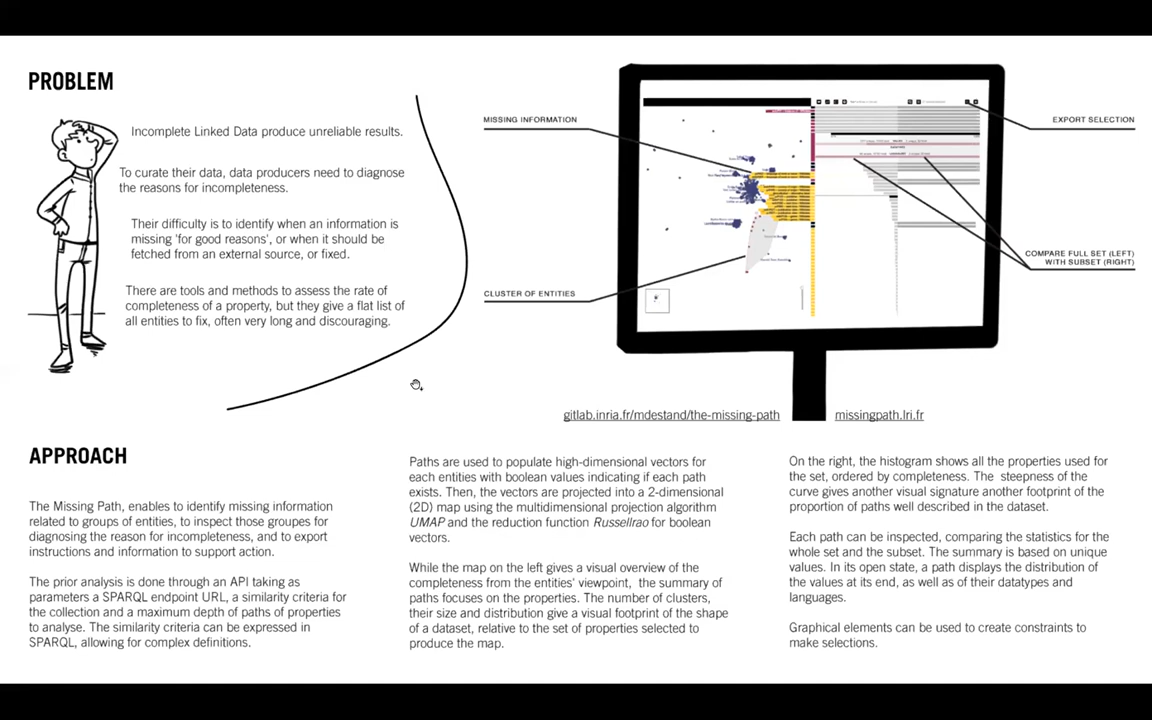 PROBLEM
Incomplete Linked Data produce unreliable results.
To curate their data, data producers need to diagnose
the reasons for incompleteness.
Their difficulty is to identify when an information is
missing 'for good reasons', or when it should be
fetched from an external source, or fixed.
There are tools and methods to assess the rate of
completeness of a property, but they give a flat list of
all entities to fix, often very long and discouraging.
MISSING INFORMATION
CLUSTER OF ENTITIES
EXPORT SELECTION
COMPARE FULL SET (LEFT)
WITH SUBSET (RIGHT)
gitlab.inria.fr/mdestand/the-missing-path
missingpath.lri.fr
APPROACH
The Missing Path, enables to identify missing information
related to groups of entities, to inspect those groupes for
diagnosing the reason for incompleteness, and to export
instructions and information to support action.
The prior analysis is done through an API taking as
parameters a SPARQL endpoint URL, a similarity criteria for
the collection and a maximum depth of paths of properties
to analyse. The similarity criteria can be expressed in
SPARQL, allowing for complex definitions.
Paths are used to populate high-dimensional vectors for
each entities with boolean values indicating if each path
exists. Then, the vectors are projected into a 2-dimensional
(2D) map using the multidimensional projection algorithm
UMAP and the reduction function Russellrao for boolean
vectors.
While the map on the left gives a visual overview of the
completeness from the entities' viewpoint, the summary of
paths focuses on the properties. The number of clusters,
their size and distribution give a visual footprint of the shape
of a dataset, relative to the set of properties selected to
produce the map.
On the right, the histogram shows all the properties used for
the set, ordered by completeness. The steepness of the
curve gives another visual signature another footprint of the
proportion of paths well described in the dataset.
Each path can be inspected, comparing the statistics for the
whole set and the subset. The summary is based on unique
values. In its open state, a path displays the distribution of
the values at its end, as well as of their datatypes and
languages.
Graphical elements can be used to create constraints to
make selections.